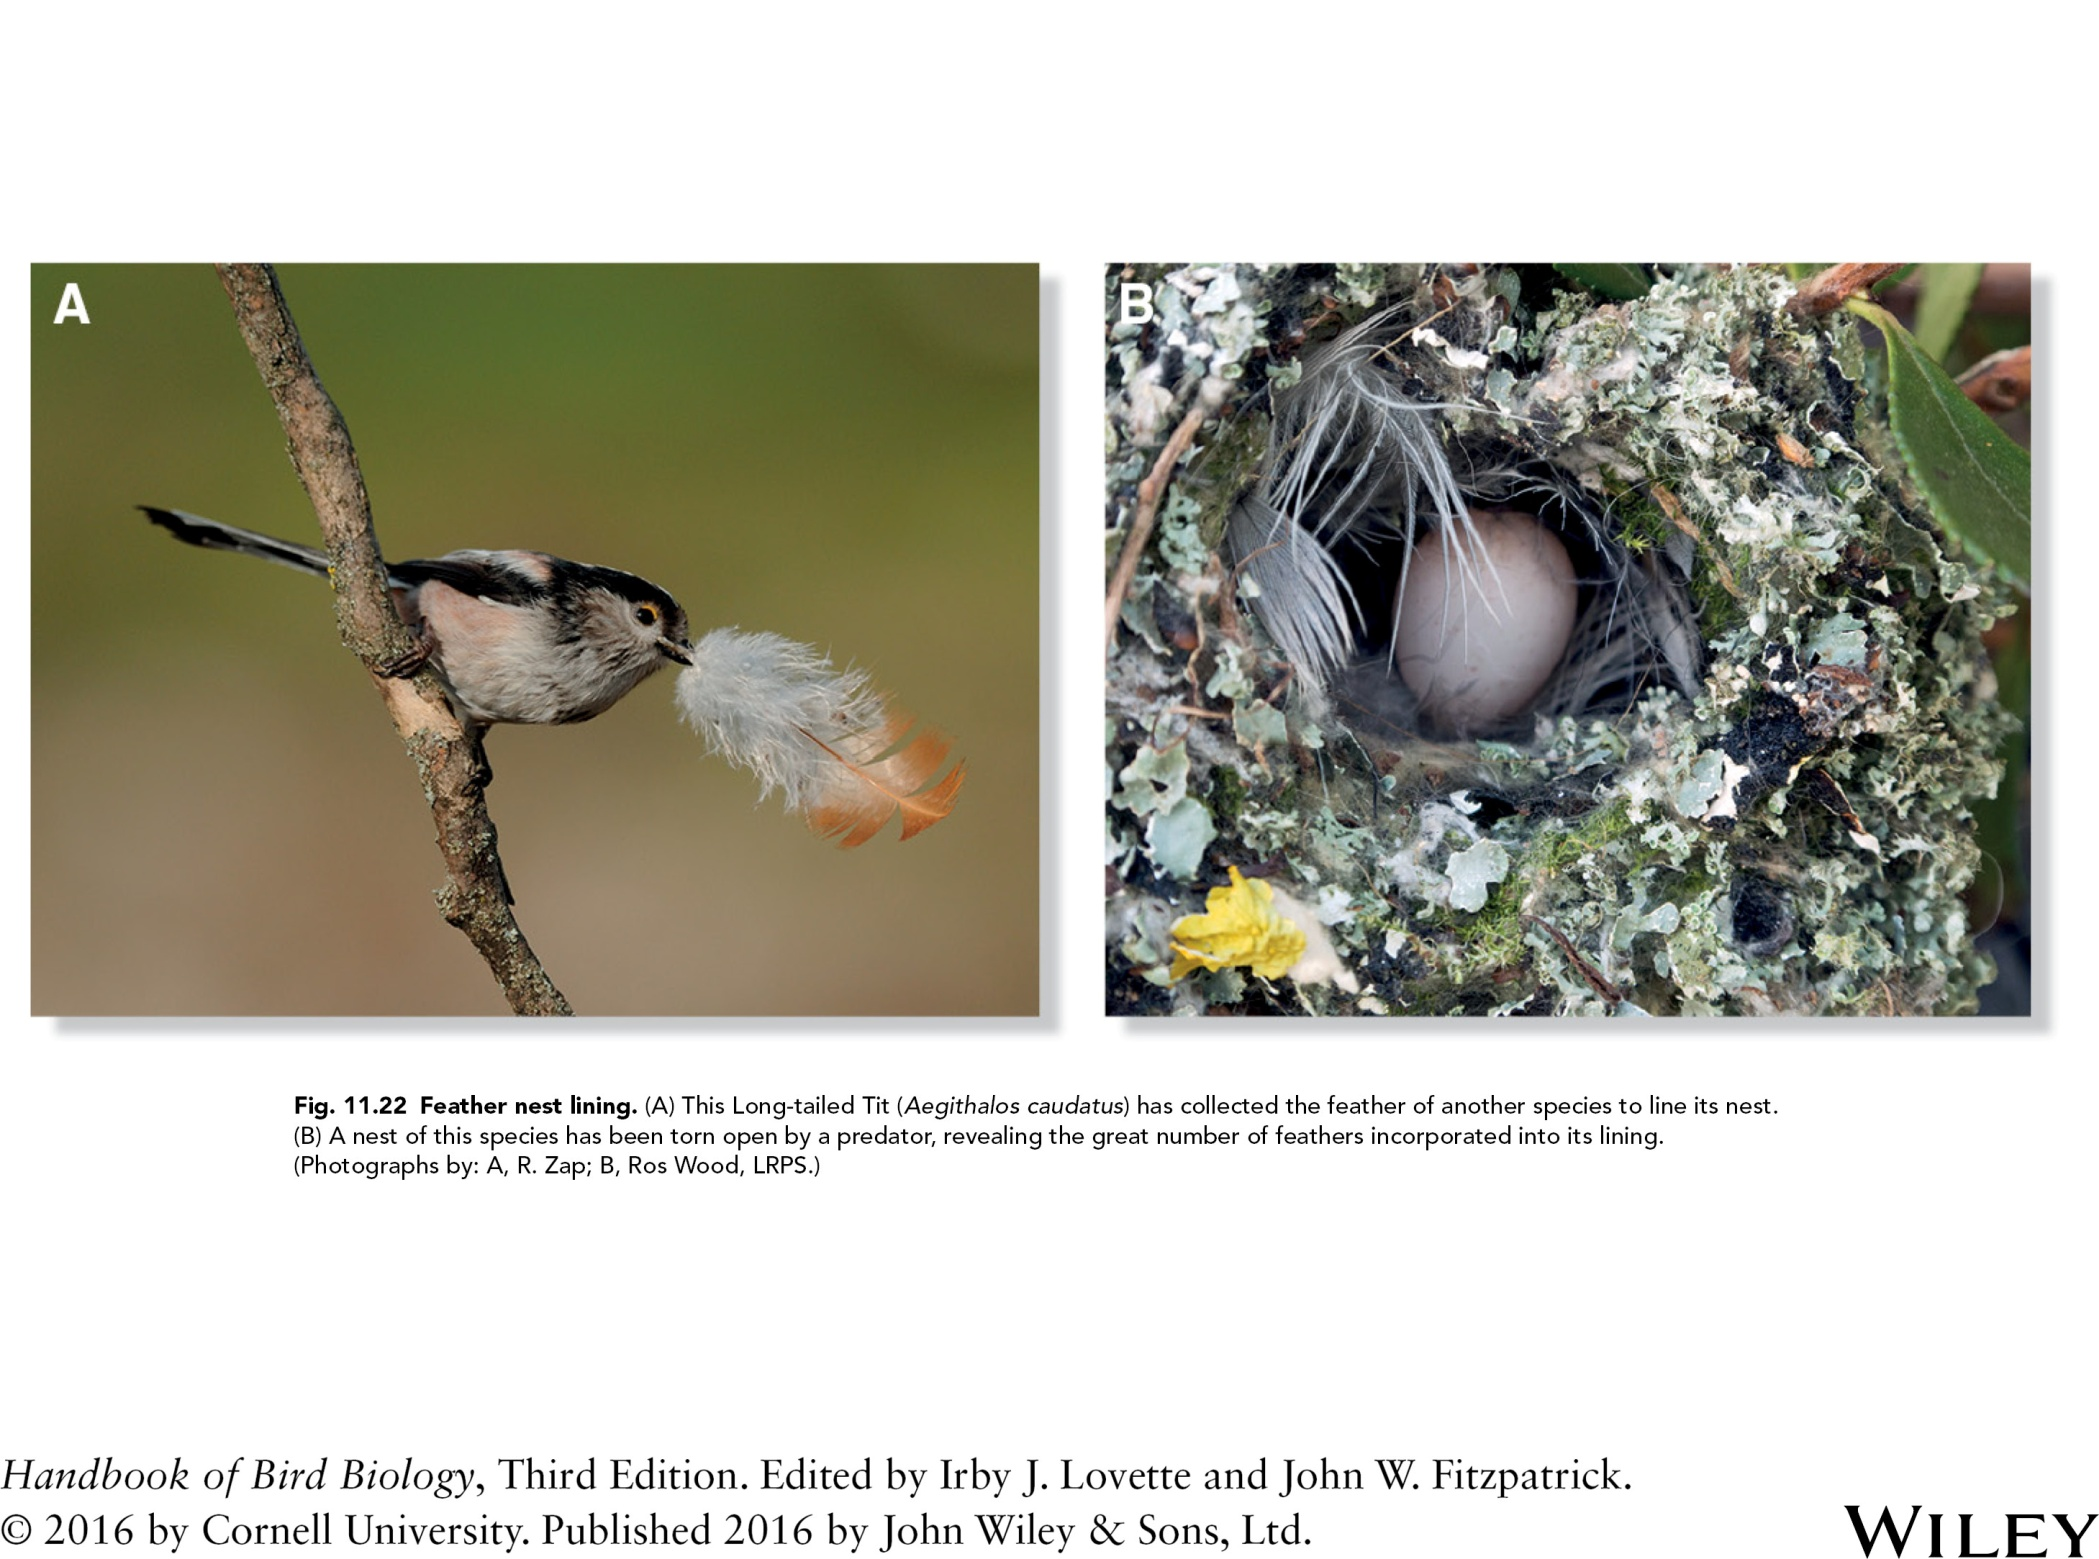 A
B
Fig. 11.22 Feather nest lining. (A) This Long-tailed Tit (Aegithalos caudatus) has collected the feather of another species to line its nest.
(B) A nest of this species has been torn open by a predator, revealing the great number of feathers incorporated into its lining.
(Photographs by: A, R. Zap; B, Ros Wood, LRPS.)
Handbook of Bird Biology, Third Edition. Edited by Irby J. Lovette and John W. Fitzpatrick.
© 2016 by Cornell University. Published 2016 by John Wiley & Sons, Ltd.
WILEY